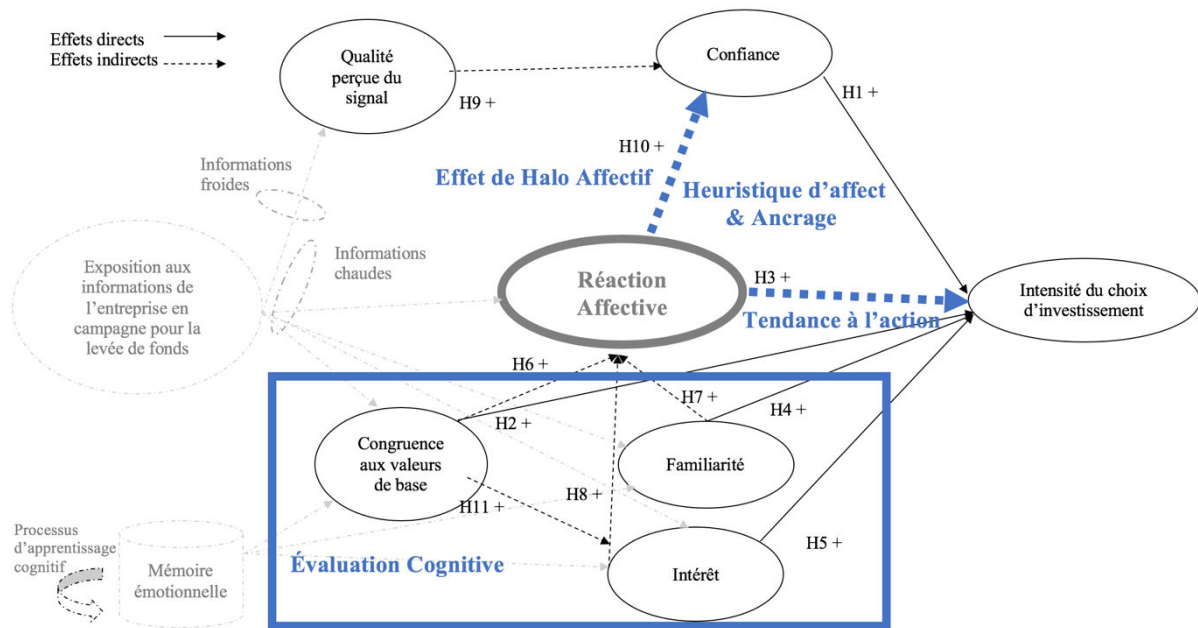 Effets directs
Effets indirects
Qualité
perçue du
signal
Confiance
H9 +
H1 +
H10 +
Effet de Halo Affectif
Heuristique d'affect
& Ancrage
Informations
froides
Informations
chaudes
Exposition aux
informations de
l'entreprise en
campagne pour la
levée de fonds
Réaction
Affective
H3 +
Tendance à l'action
Intensité du choix
d'investissement
H6 +
H7 +
H2 +
H4 +
Congruence
aux valeurs
de base
Familiarité
H11 +
H8 +
H5 +
Intérêt
Évaluation Cognitive
Processus
d'apprentissage
cognitif
Mémoire
émotionnelle